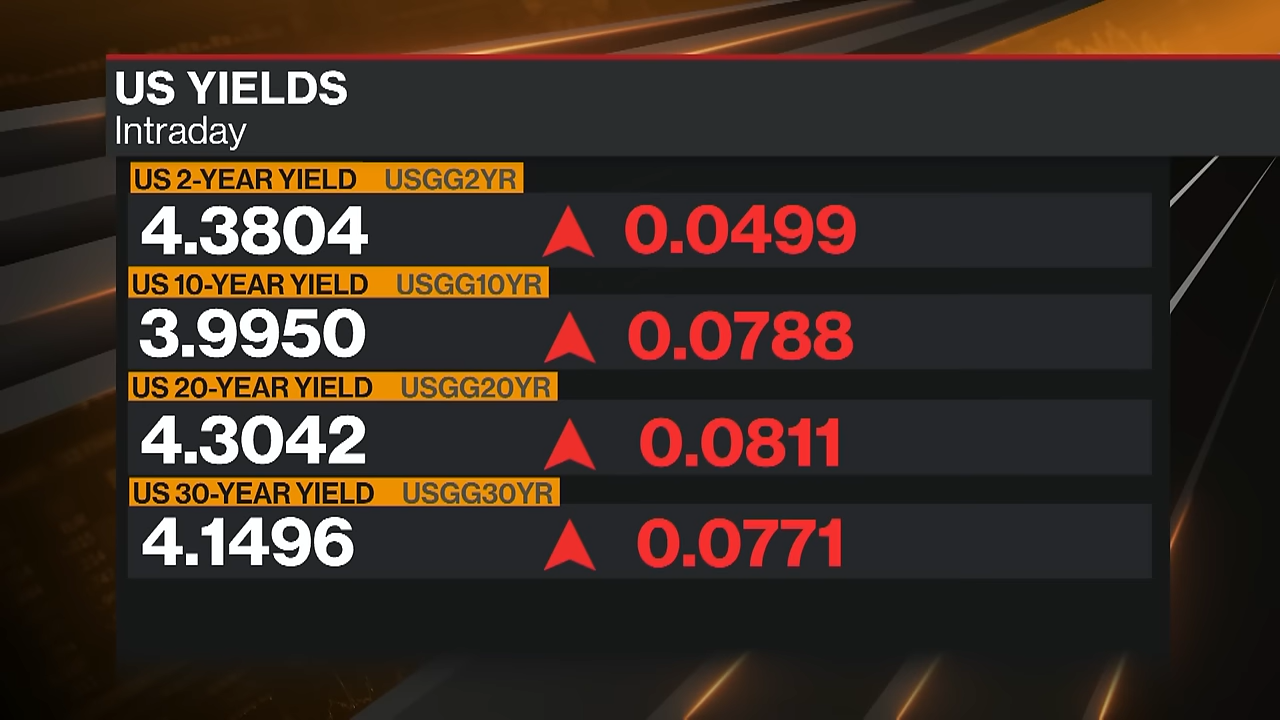 US YIELDS
Intraday
US 2-YEAR YIELD USGG2YR
4.3804 0.0499
US 10-YEAR YIELD USGG10YR
3.9950 0.0788
US 20-YEAR YIELD USGG20YR
4.3042 0.0811
US 30-YEAR YIELD USGG30YR
4.1496 0.0771